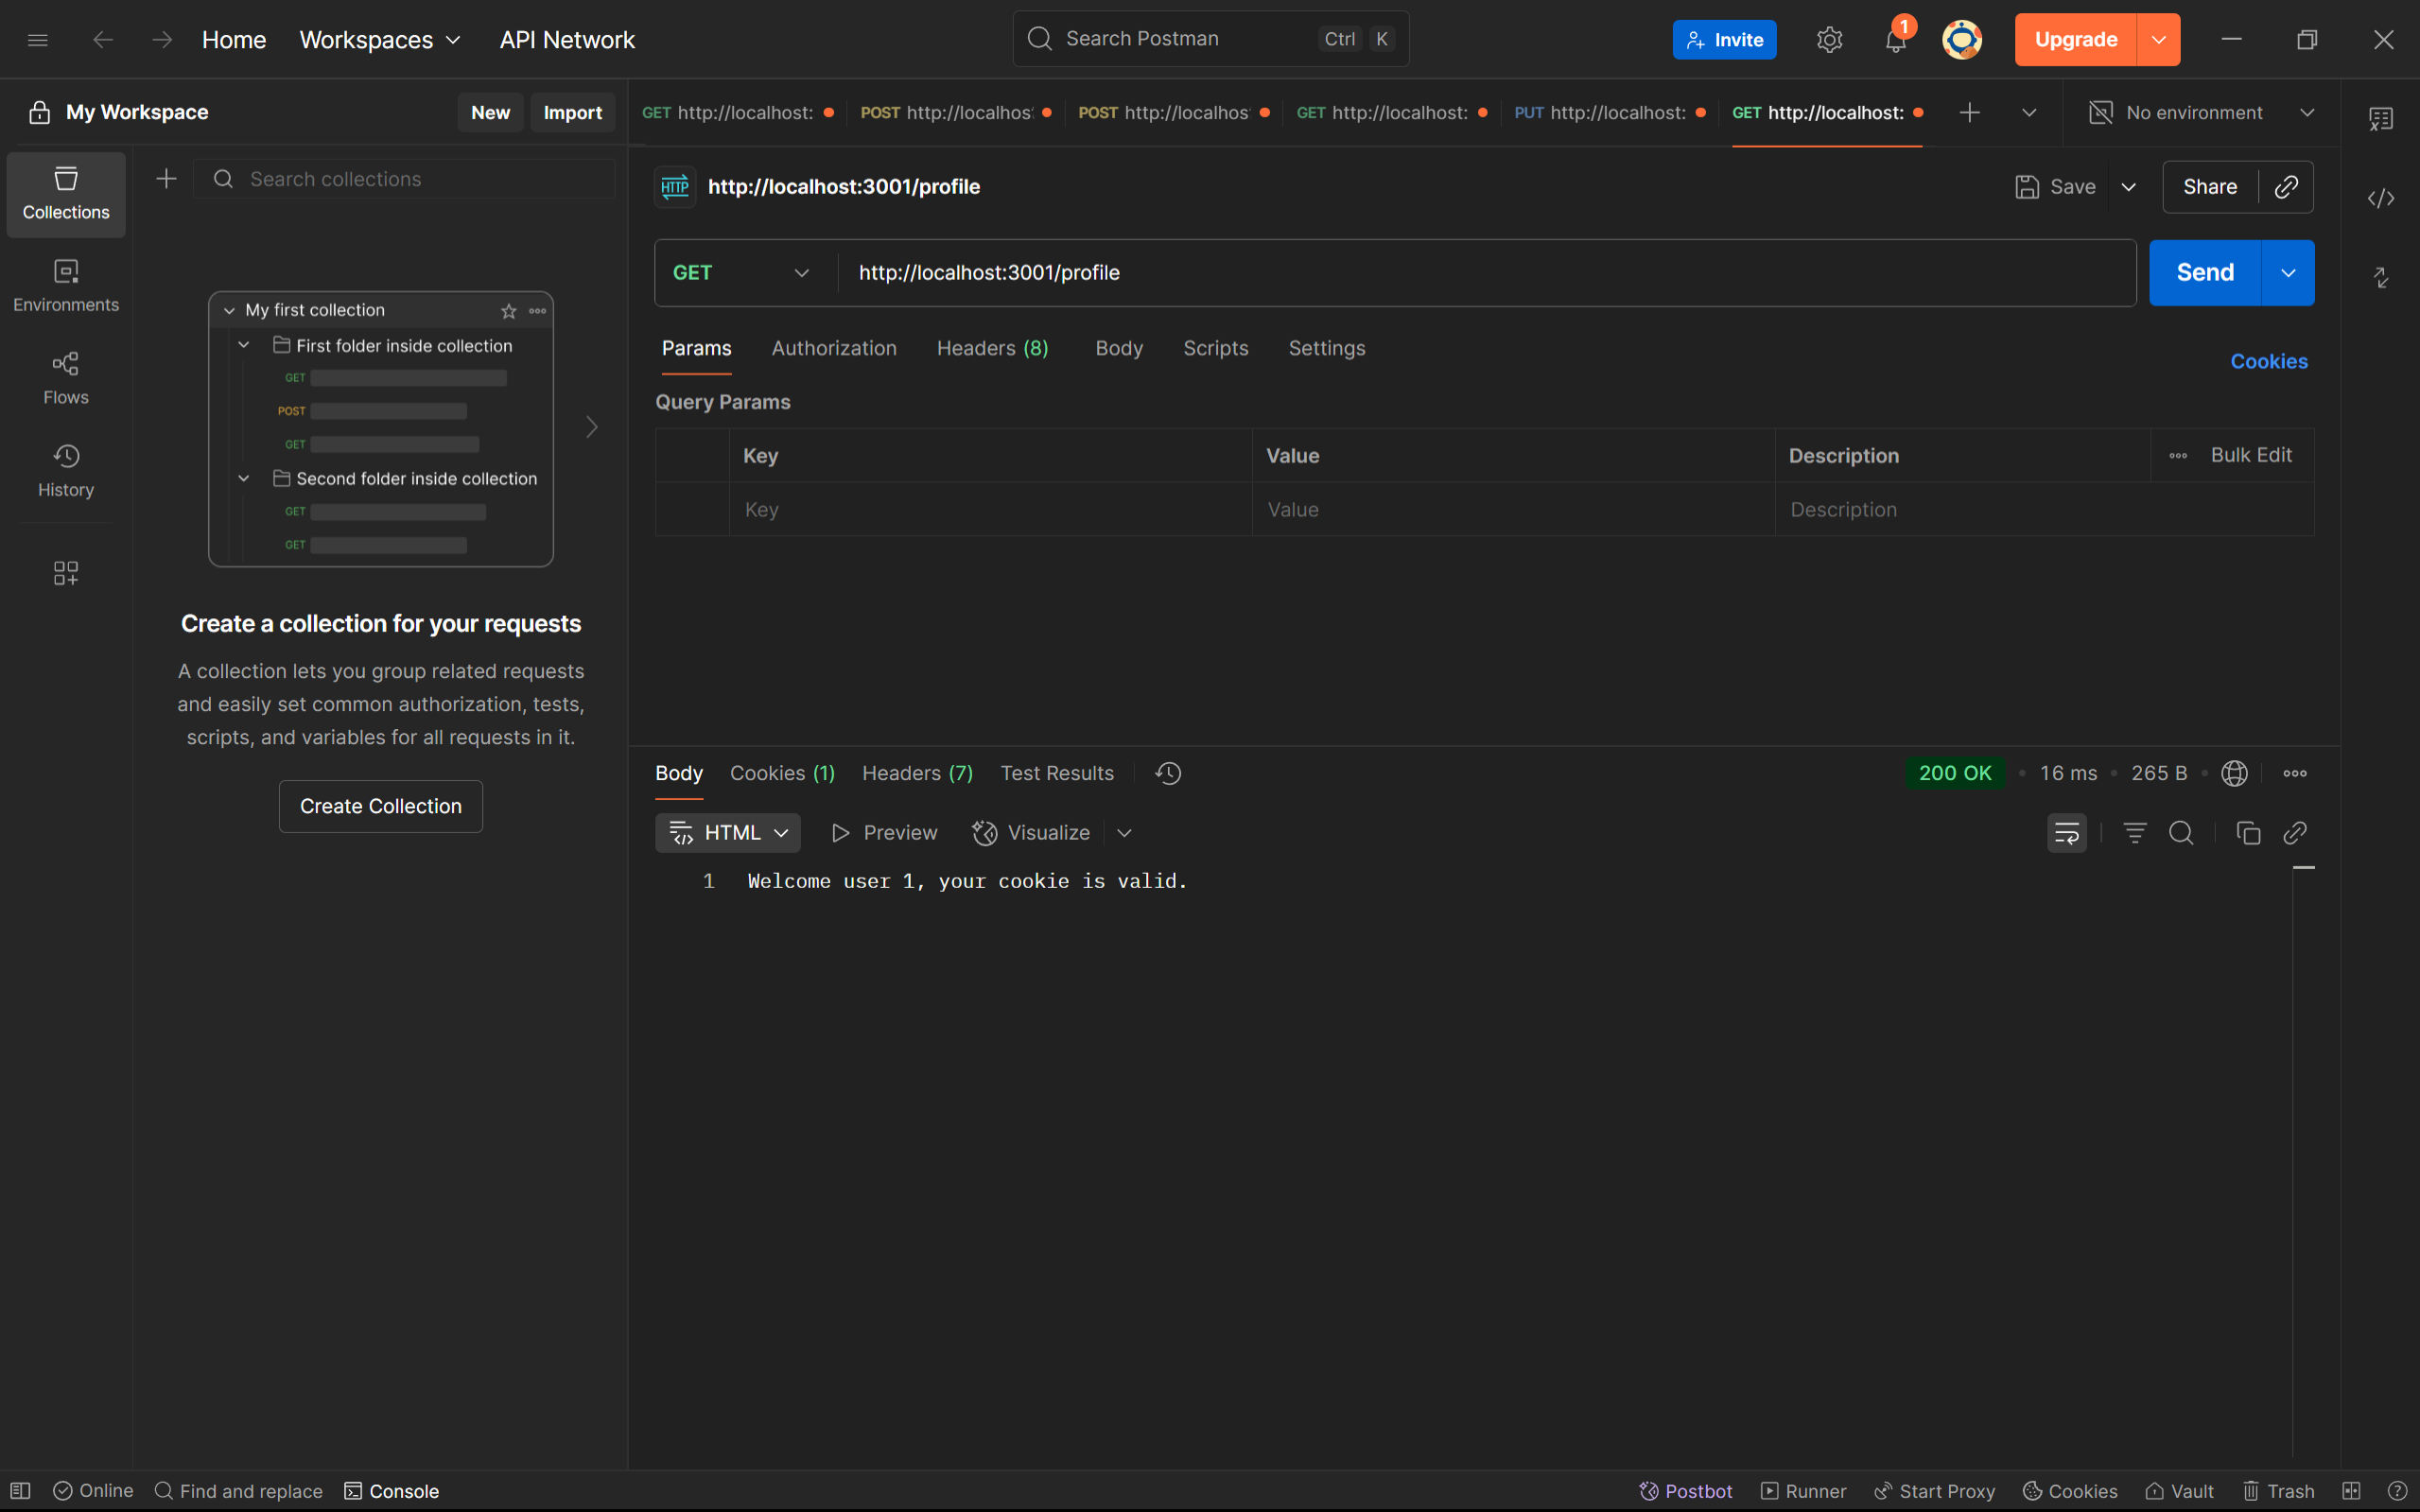 Home
Workspaces
API Network
Search Postman
Ctrl
K
Invite
1
Upgrade
My Workspace
New
Import
GET http://localhost:
POST http://localhos
POST http://localhos
GET http://localhost:
PUT http://localhost:
GET http://localhost:
No environment
Collections
Environments
Flows
History
Search collections
My first collection
First folder inside collection
GET
POST
GET
Second folder inside collection
GET
GET
Create a collection for your requests
A collection lets you group related requests
and easily set common authorization, tests,
scripts, and variables for all requests in it.
Create Collection
HTTP
http://localhost:3001/profile
Save
Share
GET
http://localhost:3001/profile
Send
Params
Authorization
Headers (8)
Body
Scripts
Settings
Cookies
Query Params
Key
Value
Description
Bulk Edit
Key
Value
Description
Body
Cookies (1)
Headers (7)
Test Results
200 OK
16 ms
265 B
HTML
Preview
Visualize
1
Welcome user 1, your cookie is valid.
Online
Find and replace
Console
Postbot
Runner
Start Proxy
Cookies
Vault
Trash